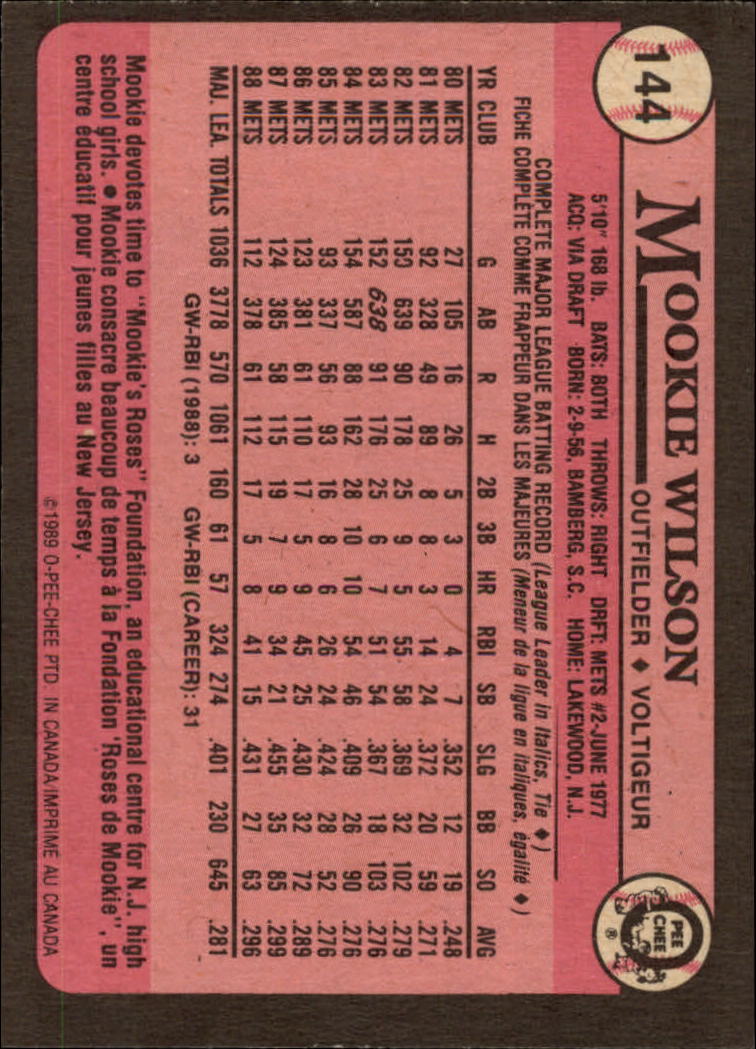 144
MOOKIE WILSON
OUTFIELDER ♦ VOLTIGEUR
O PEE CHEE ®
5'10" 168 lb. BATS: BOTH THROWS: RIGHT DRFT: METS #2-JUNE 1977
ACQ: VIA DRAFT BORN: 2-9-56, BAMBERG, S.C. HOME: LAKEWOOD, N.J.
COMPLETE MAJOR LEAGUE BATTING RECORD (League Leader in Italics, Tie ♦)
FICHE COMPLÈTE COMME FRAPPEUR DANS LES MAJEURES (Meneur de la ligue en italiques, égalité ♦)
YR CLUB G AB R H 2B 3B HR RBI SB SLG BB SO AVG
80 METS 27 105 16 26 5 3 0 4 7 .352 12 19 .248
81 METS 92 328 49 89 8 8 3 14 24 .372 20 59 .271
82 METS 159 639 90 178 25 9 5 55 58 .369 32 102 .279
83 METS 152 638 91 176 25 6 7 51 54 .367 18 103 .276
84 METS 154 587 88 162 28 10 10 54 46 .409 26 90 .276
85 METS 93 337 56 93 16 8 6 26 24 .424 28 52 .276
86 METS 123 381 61 110 17 5 9 45 25 .430 32 72 .289
87 METS 124 385 58 115 19 7 9 34 21 .455 35 85 .299
88 METS 112 378 61 112 17 5 8 41 15 .431 27 63 .296
MAJ. LEA. TOTALS 1036 3778 570 1061 160 61 57 324 274 .401 230 645 .281
GW-RBI (1988): 3 GW-RBI (CAREER): 31
Mookie devotes time to "Mookie's Roses" Foundation, an educational centre for N.J. high
school girls. ● Mookie consacre beaucoup de temps à la Fondation 'Roses de Mookie", un
centre éducatif pour jeunes filles au New Jersey.
©1989 O-PEE-CHEE PTD. IN CANADA/IMPRIMÉ AU CANADA